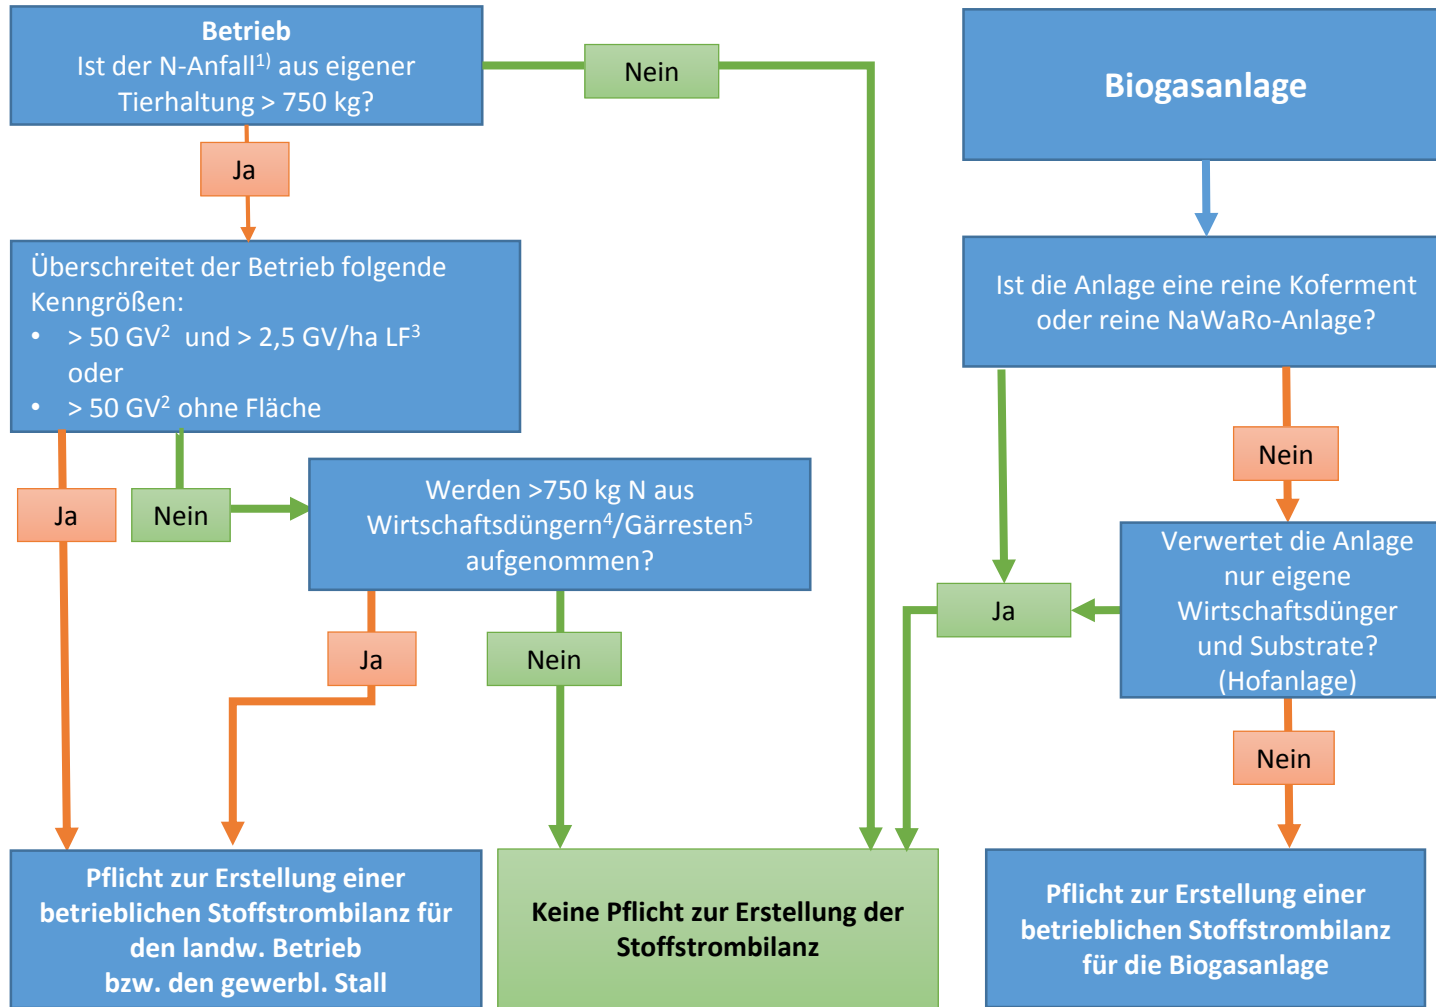 Betrieb
Ist der N-Anfall¹⁾ aus eigener
Tierhaltung > 750 kg?
Nein
Ja
Überschreitet der Betrieb folgende
Kenngrößen:
• > 50 GV² und > 2,5 GV/ha LF³
oder
• > 50 GV² ohne Fläche
Ja
Nein
Werden >750 kg N aus
Wirtschaftsdüngern⁴/Gärresten⁵
aufgenommen?
Ja
Nein
Pflicht zur Erstellung einer
betrieblichen Stoffstrombilanz für
den landw. Betrieb
bzw. den gewerbl. Stall
Keine Pflicht zur Erstellung der
Stoffstrombilanz
Biogasanlage
Ist die Anlage eine reine Koferment
oder reine NaWaRo-Anlage?
Nein
Verwertet die Anlage
nur eigene
Wirtschaftsdünger
und Substrate?
(Hofanlage)
Ja
Nein
Pflicht zur Erstellung einer
betrieblichen Stoffstrombilanz
für die Biogasanlage